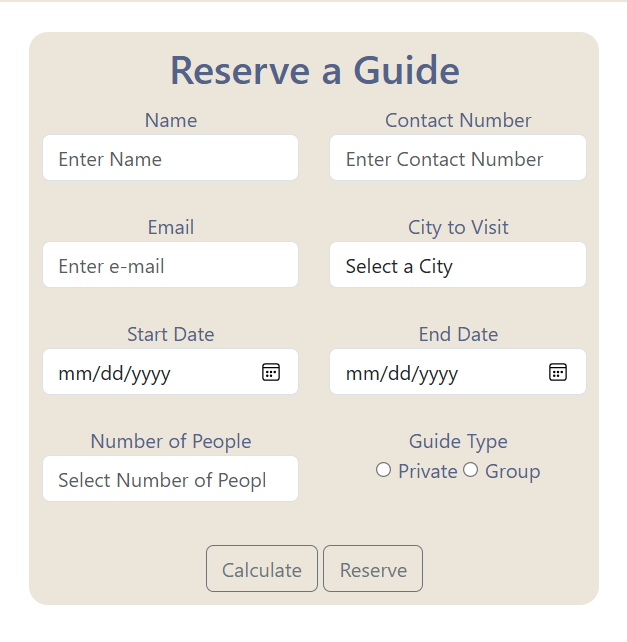 Reserve a Guide
Name Contact Number
Enter Name Enter Contact Number
Email City to Visit
Enter e-mail Select a City
Start Date End Date
mm/dd/yyyy mm/dd/yyyy
Number of People Guide Type
Select Number of Peopl Private Group
Calculate Reserve